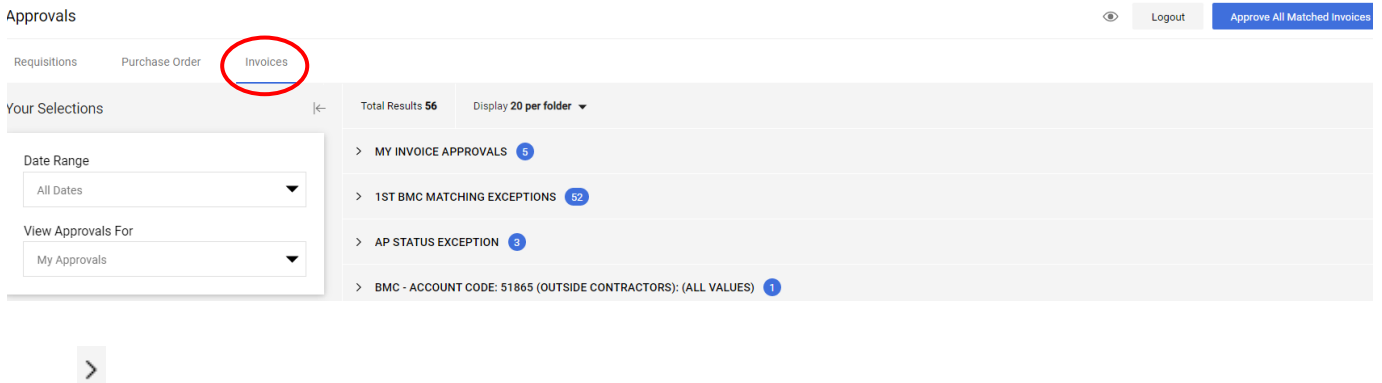 Approvals
Logout
Approve All Matched Invoices
Requisitions
Purchase Order
Invoices
Your Selections
Total Results 56
Display 20 per folder
Date Range
All Dates
View Approvals For
My Approvals
MY INVOICE APPROVALS 5
1ST BMC MATCHING EXCEPTIONS 52
AP STATUS EXCEPTION 3
BMC - ACCOUNT CODE: 51865 (OUTSIDE CONTRACTORS): (ALL VALUES) 1